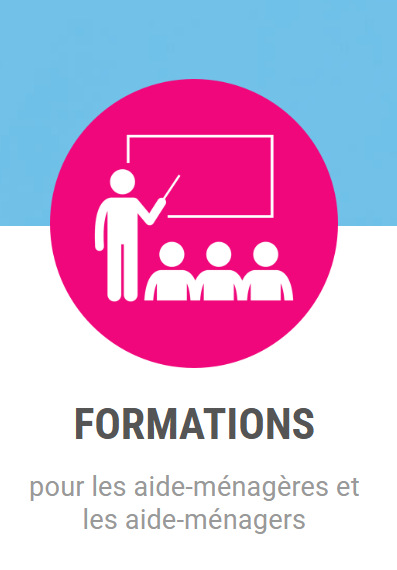 FORMATIONS
pour les aide-ménagères et
les aide-ménagers